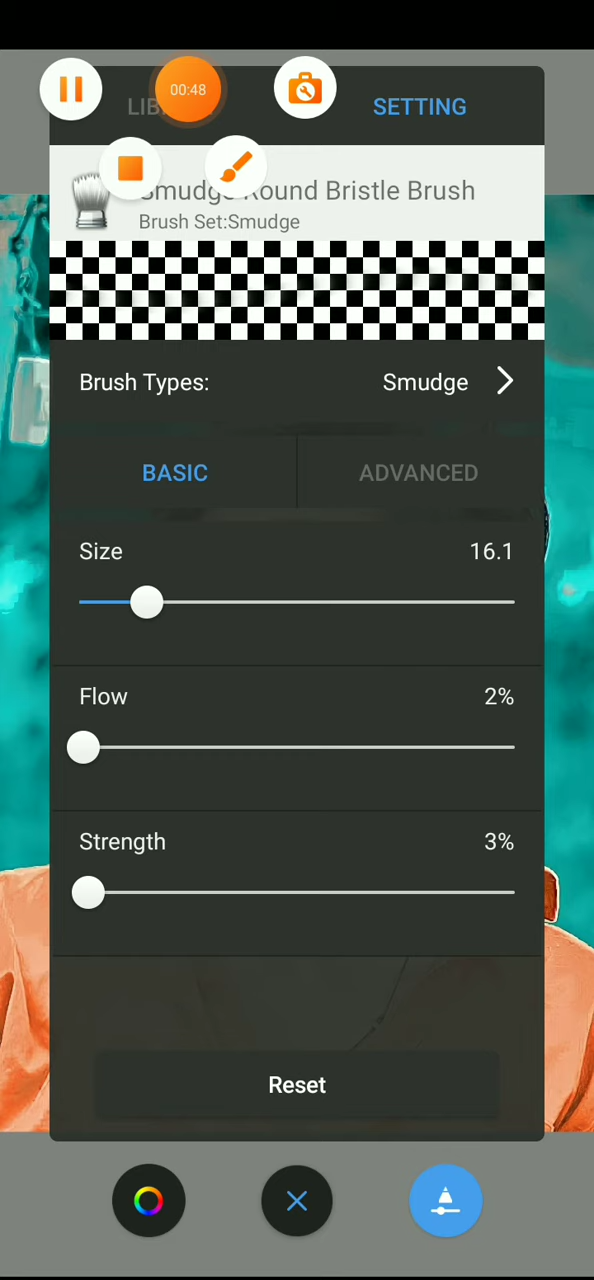 00:48
LIB
SETTING
Smudge Round Bristle Brush
Brush Set:Smudge
Brush Types: Smudge
BASIC ADVANCED
Size 16.1
Flow 2%
Strength 3%
Reset